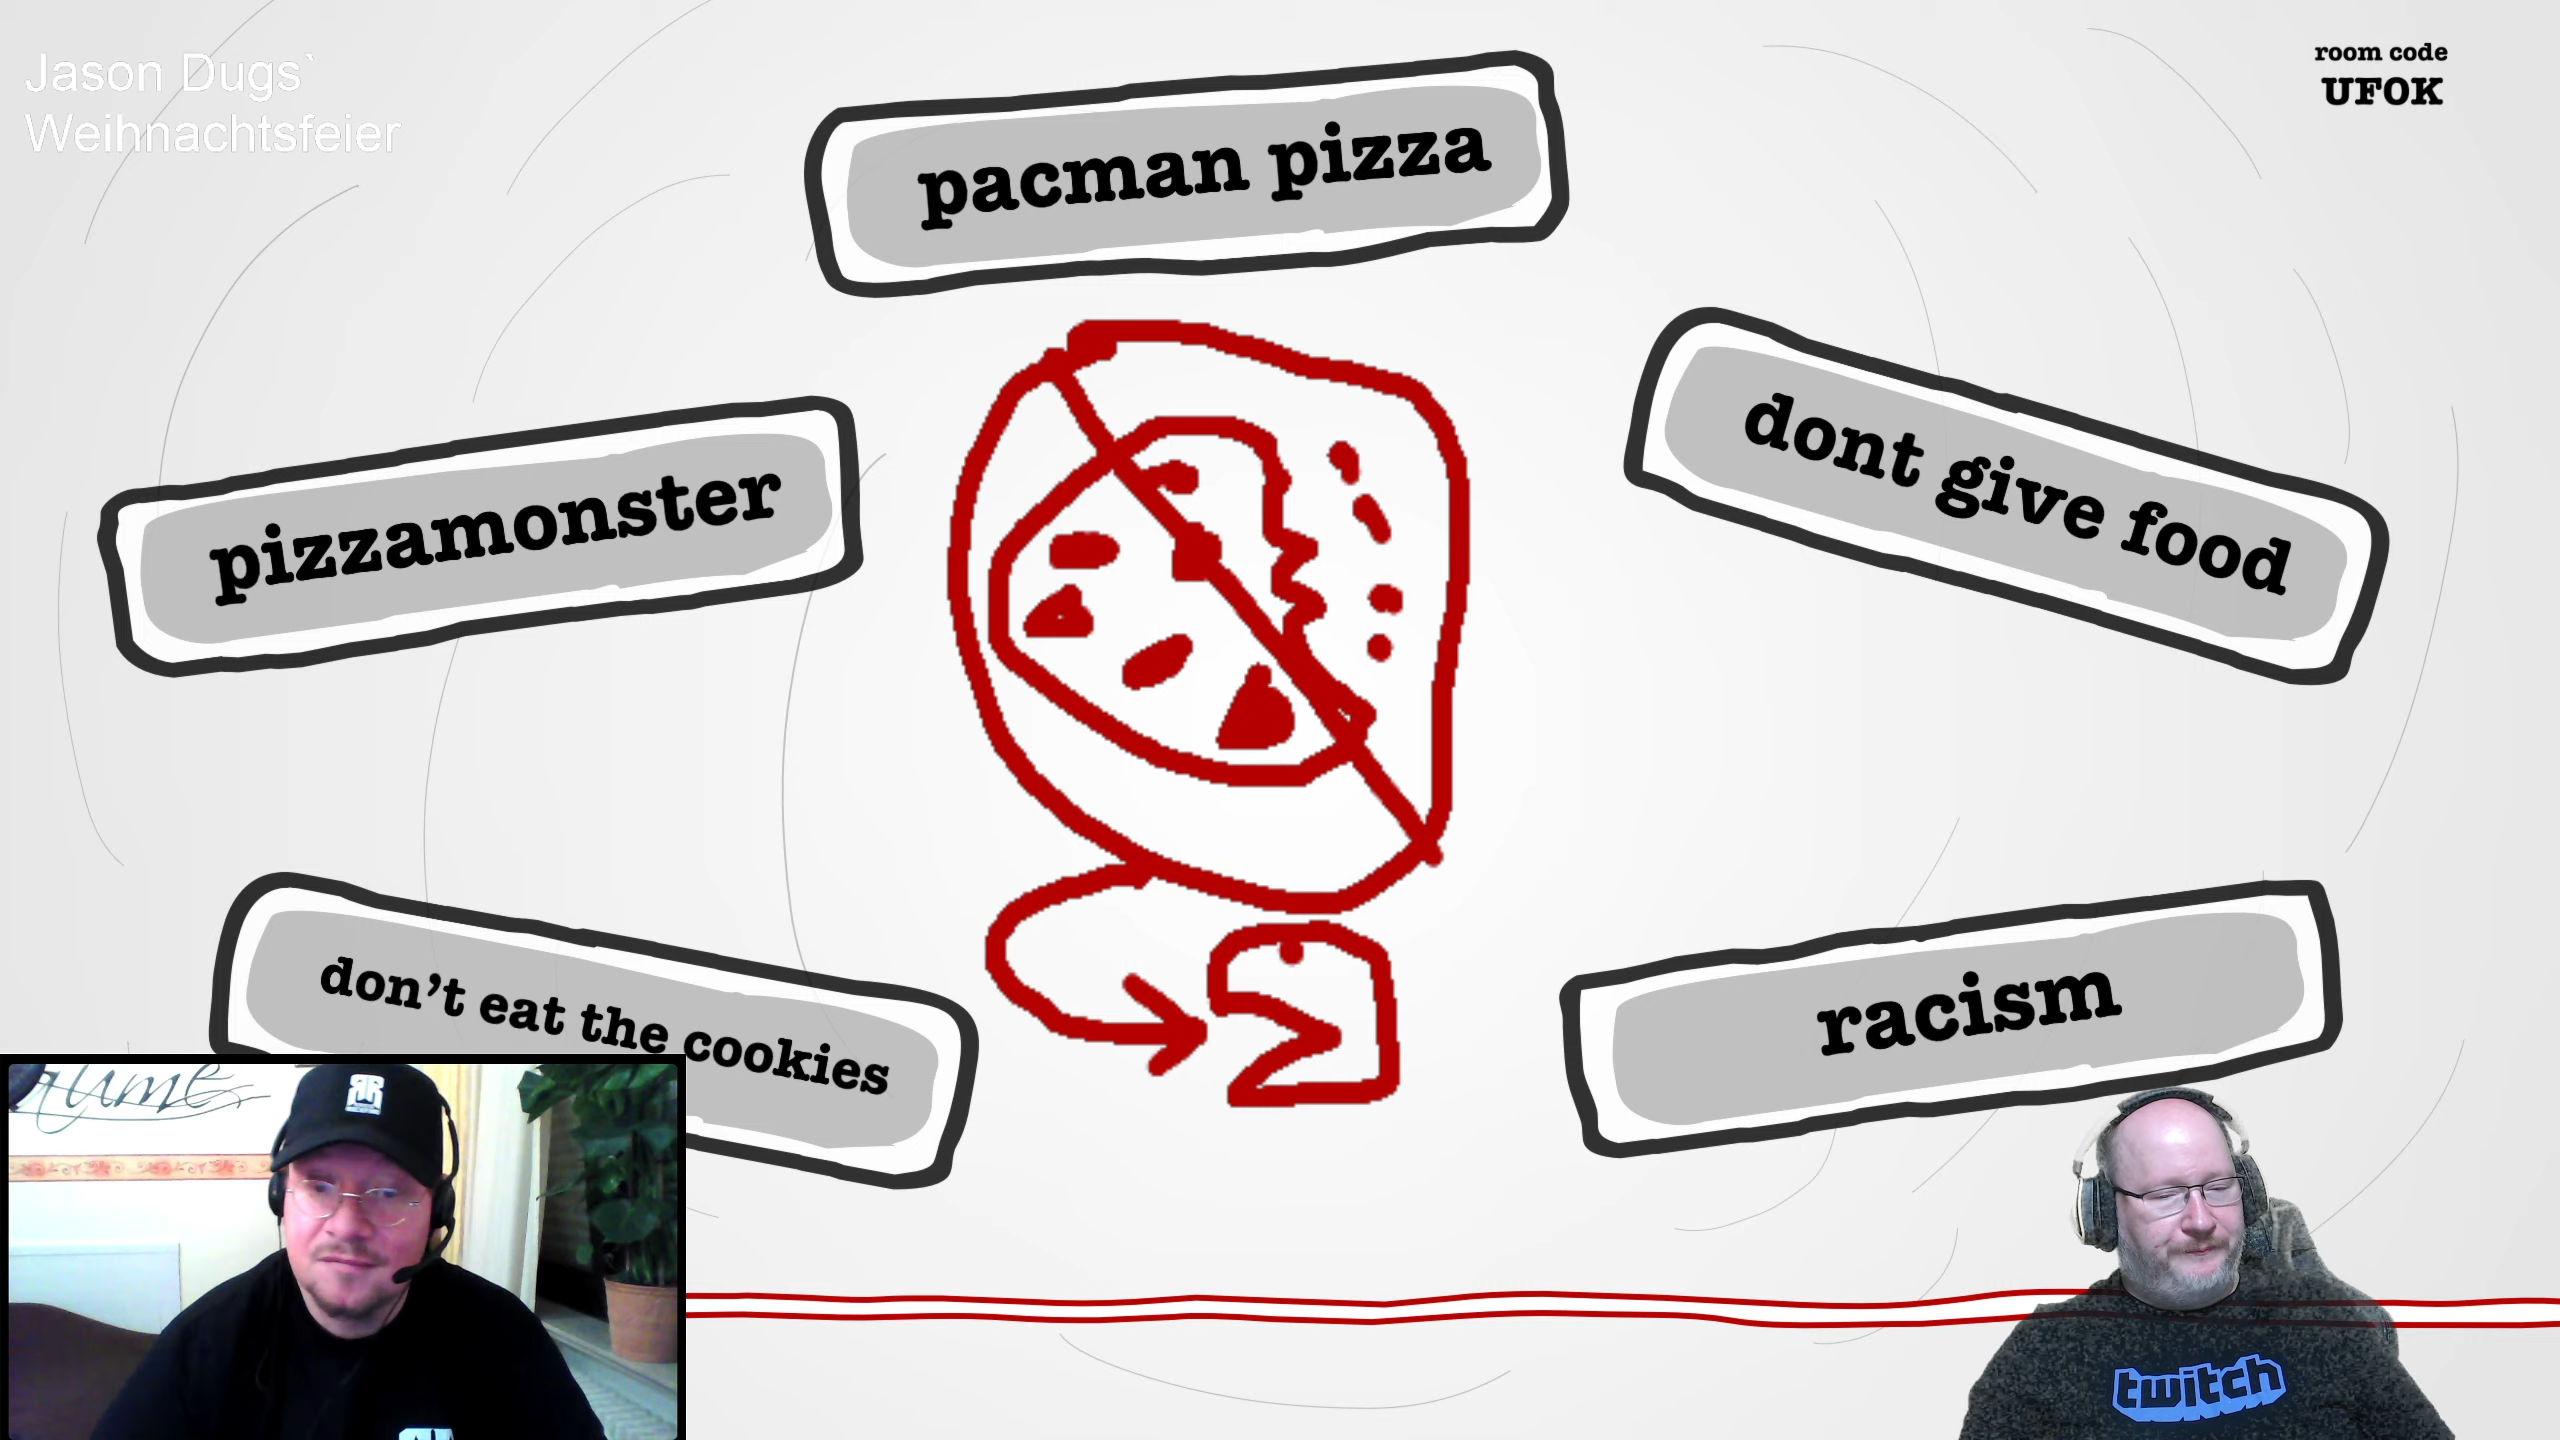 Jason Dugs`
Weihnachtsfeier
room code
UFOK
pacman pizza
dont give food
pizzamonster
don't eat the cookies
racism
twitch